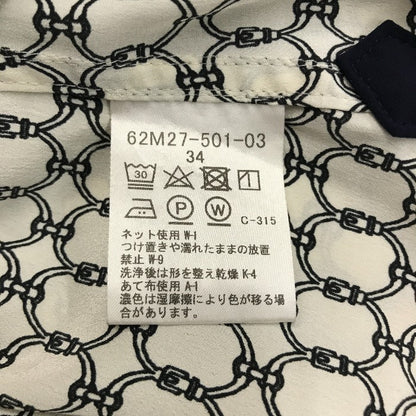 62M27-501-03
34
30
P W C-315
ネット使用 W-1
つけ置きや濡れたままの放置
禁止 W-9
洗浄後は形を整え乾燥 K-4
あて布使用 A-1
濃色は湿摩擦により色が移る場
合があります